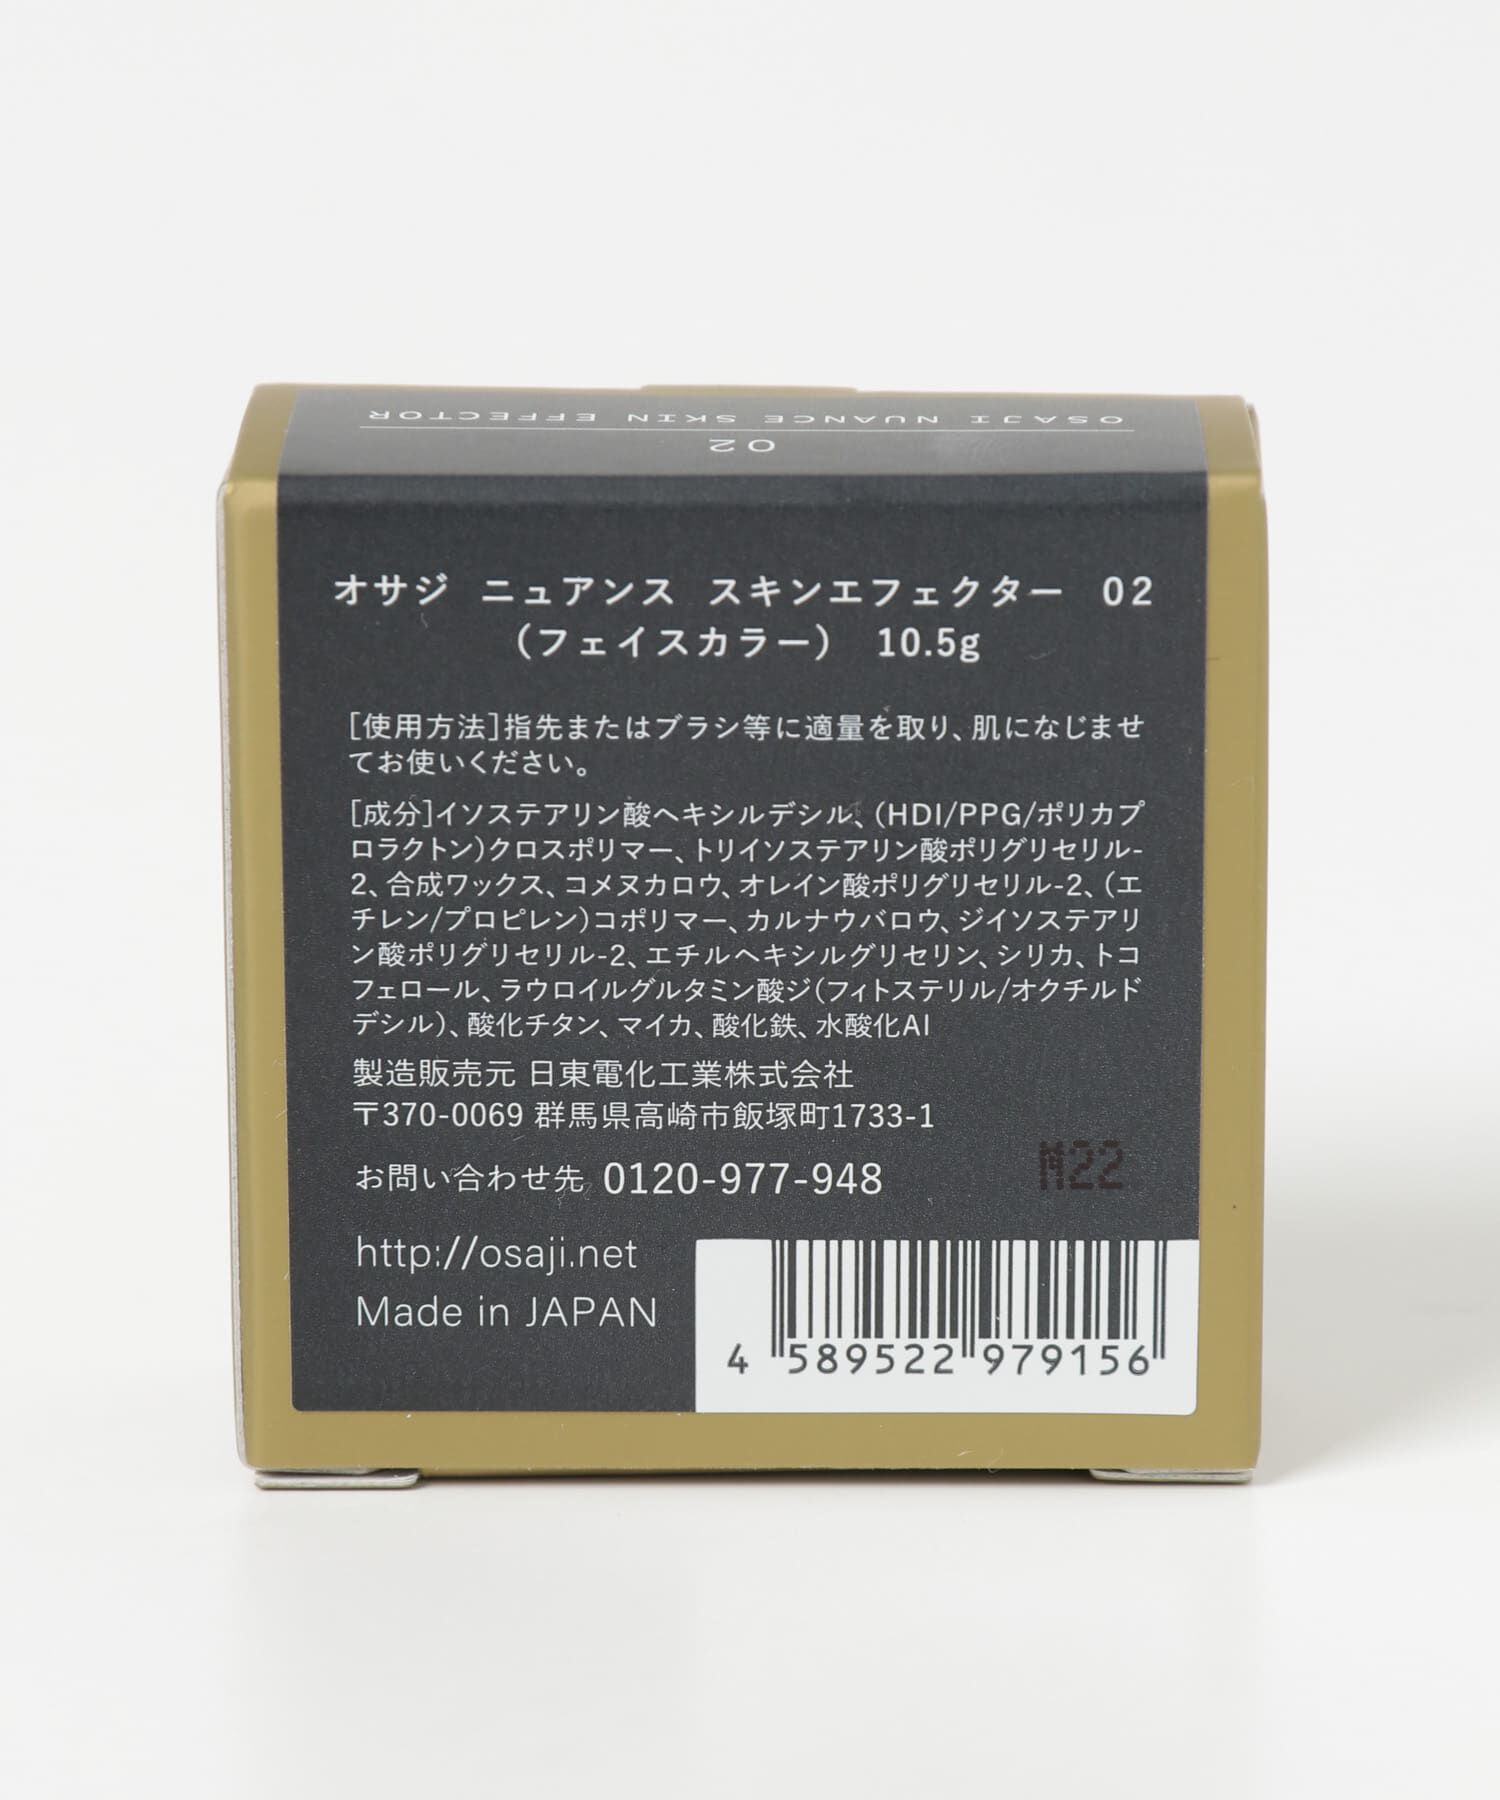 OSAJI NUANCE SKIN EFFECTOR
02
オサジ ニュアンス スキンエフェクター 02
（フェイスカラー） 10.5g
［使用方法］指先またはブラシ等に適量を取り、肌になじませ
てお使いください。
［成分］イソステアリン酸ヘキシルデシル、（HDI/PPG/ポリカプ
ロラクトン）クロスポリマー、トリイソステアリン酸ポリグリセリル-
2、合成ワックス、コメヌカロウ、オレイン酸ポリグリセリル-2、（エ
チレン/プロピレン）コポリマー、カルナウバロウ、ジイソステアリ
ン酸ポリグリセリル-2、エチルヘキシルグリセリン、シリカ、トコ
フェロール、ラウロイルグルタミン酸ジ（フィトステリル/オクチルド
デシル）、酸化チタン、マイカ、酸化鉄、水酸化Al
製造販売元 日東電化工業株式会社
〒370-0069 群馬県高崎市飯塚町1733-1
お問い合わせ先 0120-977-948
M22
http://osaji.net
Made in JAPAN
4 589522 979156